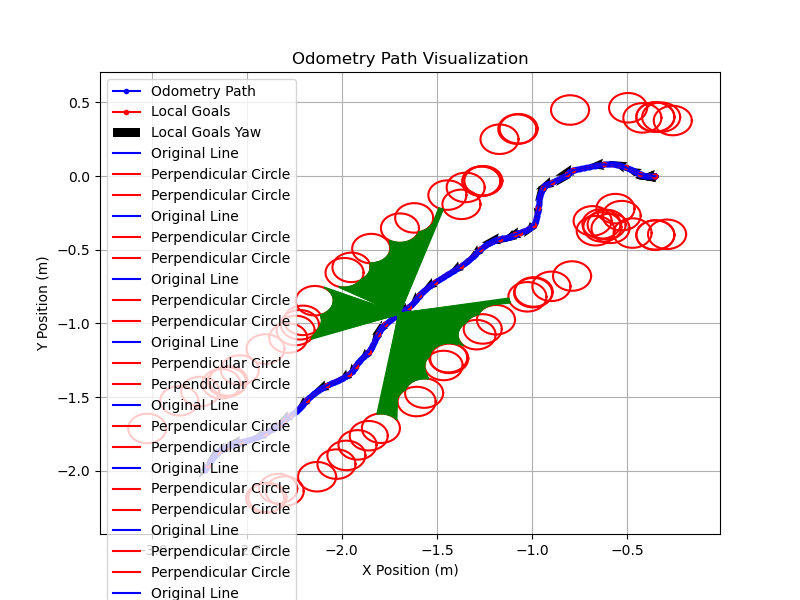 Odometry Path Visualization
Odometry Path
Local Goals
Local Goals Yaw
Original Line
Perpendicular Circle
Perpendicular Circle
Original Line
Perpendicular Circle
Perpendicular Circle
Original Line
Perpendicular Circle
Perpendicular Circle
Original Line
Perpendicular Circle
Perpendicular Circle
Original Line
Perpendicular Circle
Perpendicular Circle
Original Line
Perpendicular Circle
Perpendicular Circle
Original Line
Perpendicular Circle
Perpendicular Circle
Original Line
0.5
0.0
−0.5
−1.0
−1.5
−2.0
Y Position (m)
−2.0
−1.5
−1.0
−0.5
X Position (m)